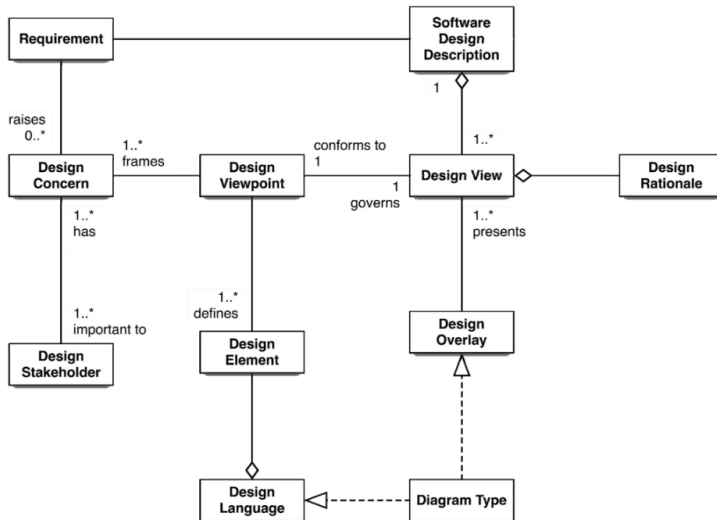 Requirement
Software
Design
Description
1
raises
0..*
1..*
frames
conforms to
1
1..*
Design
Concern
Design
Viewpoint
Design View
Design
Rationale
1
governs
1..*
has
1..*
presents
1..*
defines
1..*
important to
Design
Stakeholder
Design
Element
Design
Overlay
Design
Language
Diagram Type